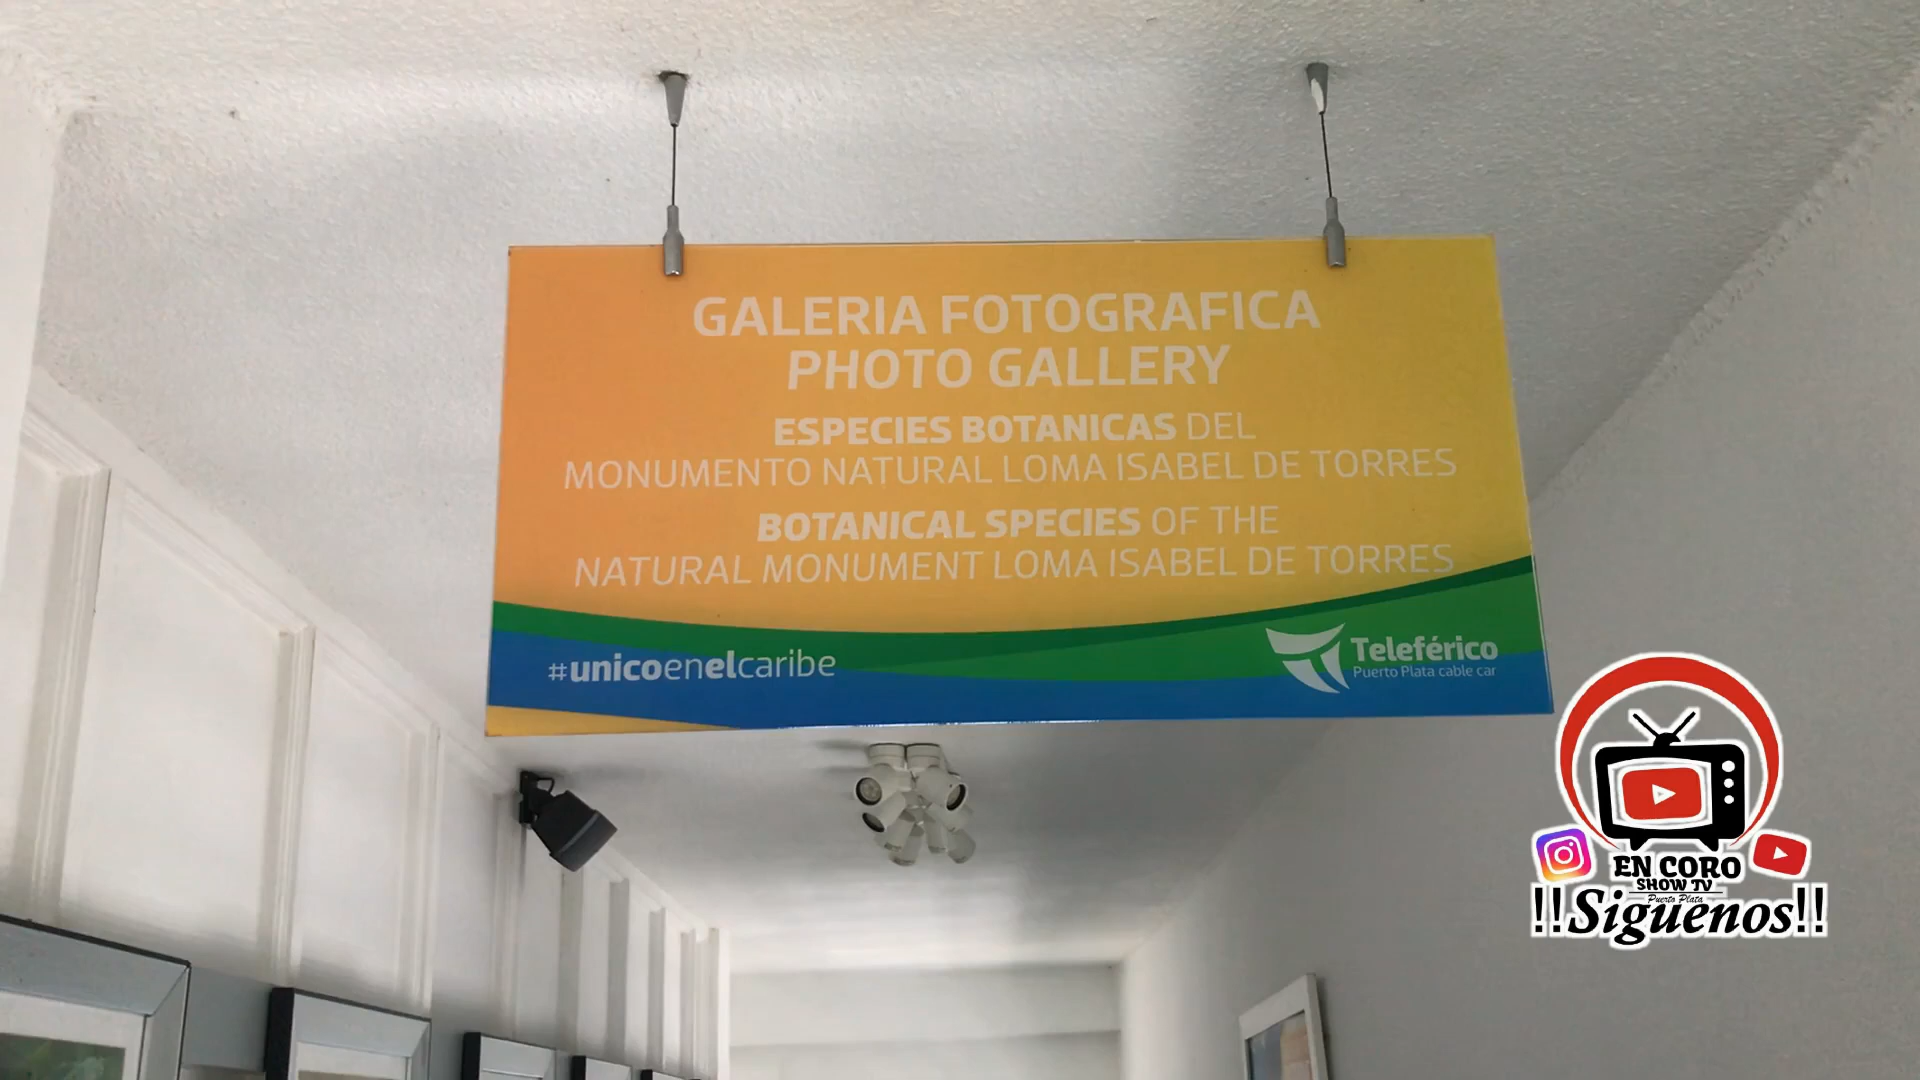 GALERIA FOTOGRAFICA
PHOTO GALLERY
ESPECIES BOTANICAS DEL
MONUMENTO NATURAL LOMA ISABEL DE TORRES
BOTANICAL SPECIES OF THE
NATURAL MONUMENT LOMA ISABEL DE TORRES
#unicoenelcaribe
Teleférico
Puerto Plata cable car
EN CORO
SHOW TV
Puerto Plata
!!Siguenos!!